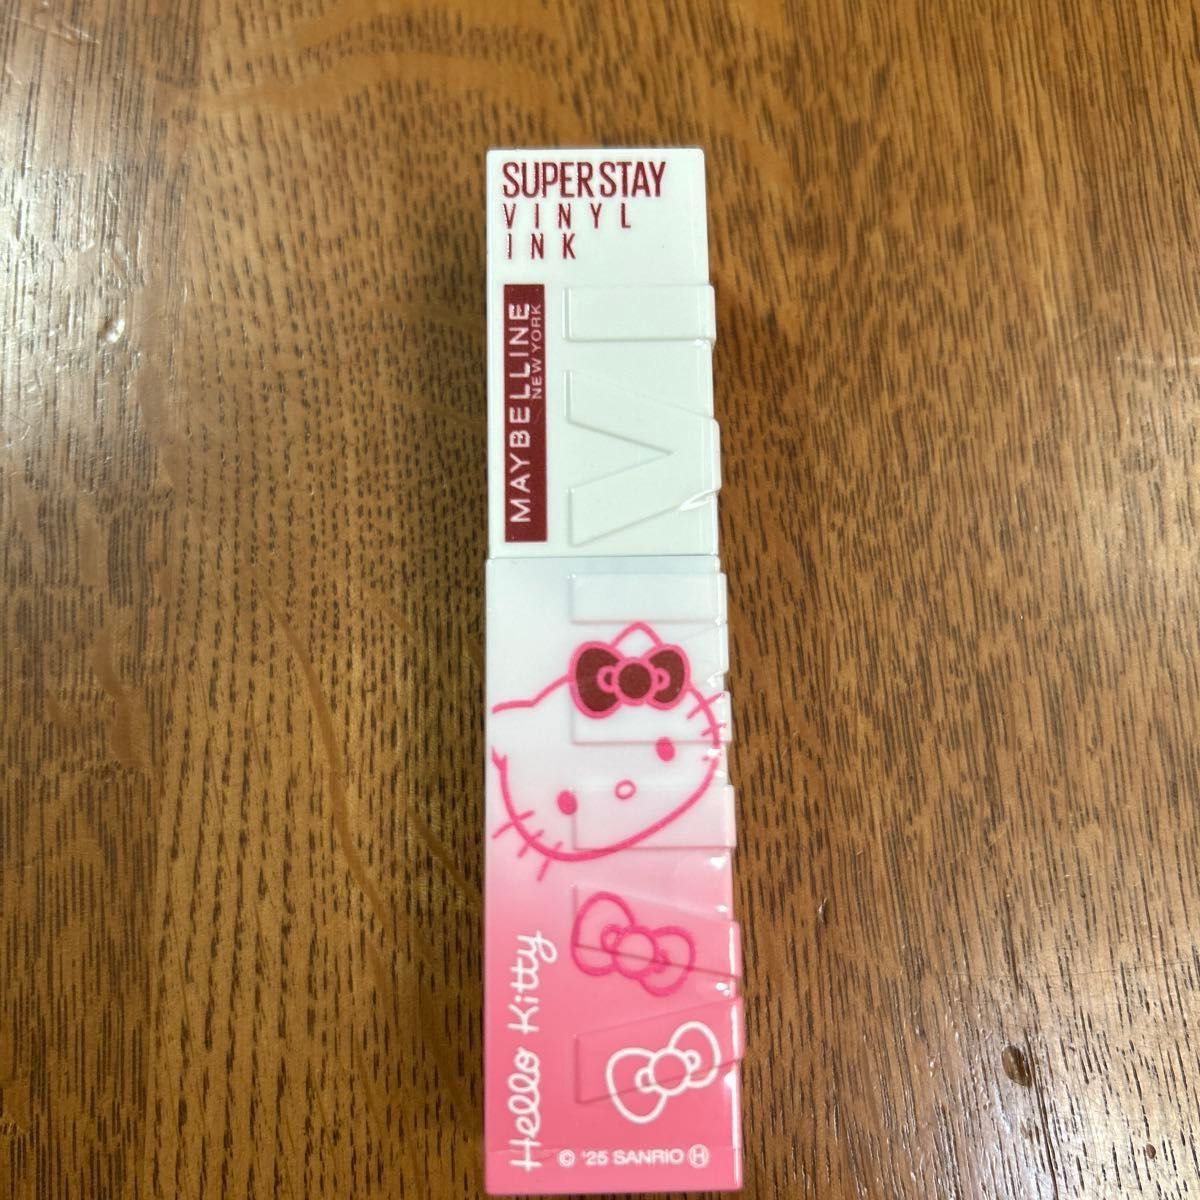 SUPER STAY
VINYL
INK
MAYBELLINE
NEW YORK
Hello Kitty
© '25 SANRIO Ⓗ